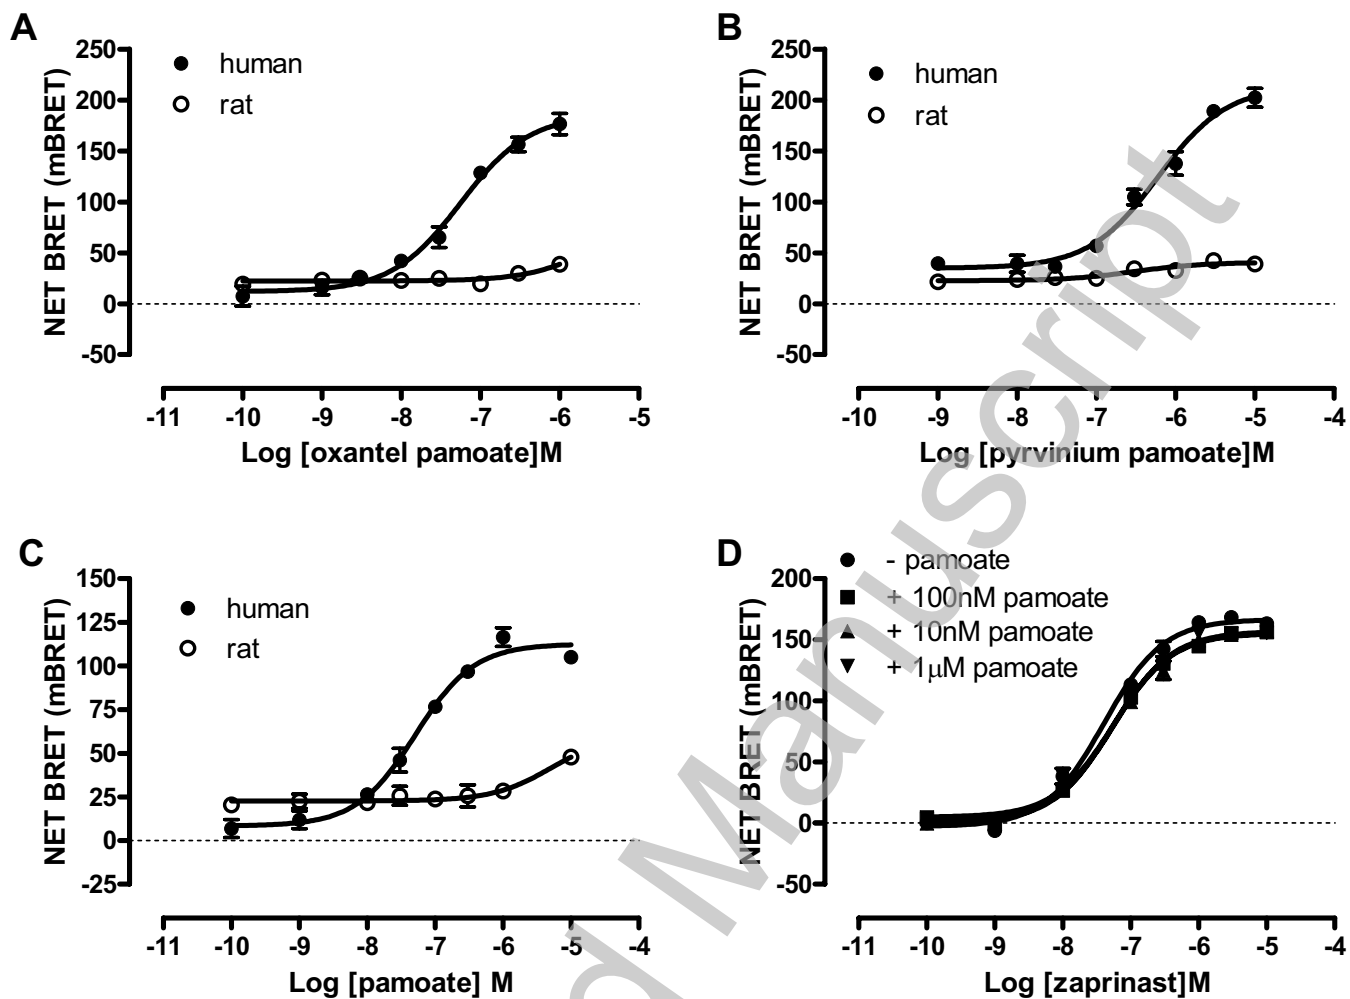 A
250
200
150
100
50
0
-50
NET BRET (mBRET)
human
rat
-11 -10 -9 -8 -7 -6 -5
Log [oxantel pamoate]M
B
250
200
150
100
50
0
-50
NET BRET (mBRET)
human
rat
-10 -9 -8 -7 -6 -5 -4
Log [pyrvinium pamoate]M
C
150
125
100
75
50
25
0
-25
NET BRET (mBRET)
human
rat
-11 -10 -9 -8 -7 -6 -5 -4
Log [pamoate] M
D
200
150
100
50
0
-50
NET BRET (mBRET)
- pamoate
+ 100nM pamoate
+ 10nM pamoate
+ 1μM pamoate
-11 -10 -9 -8 -7 -6 -5 -4
Log [zaprinast]M
d Manuscript